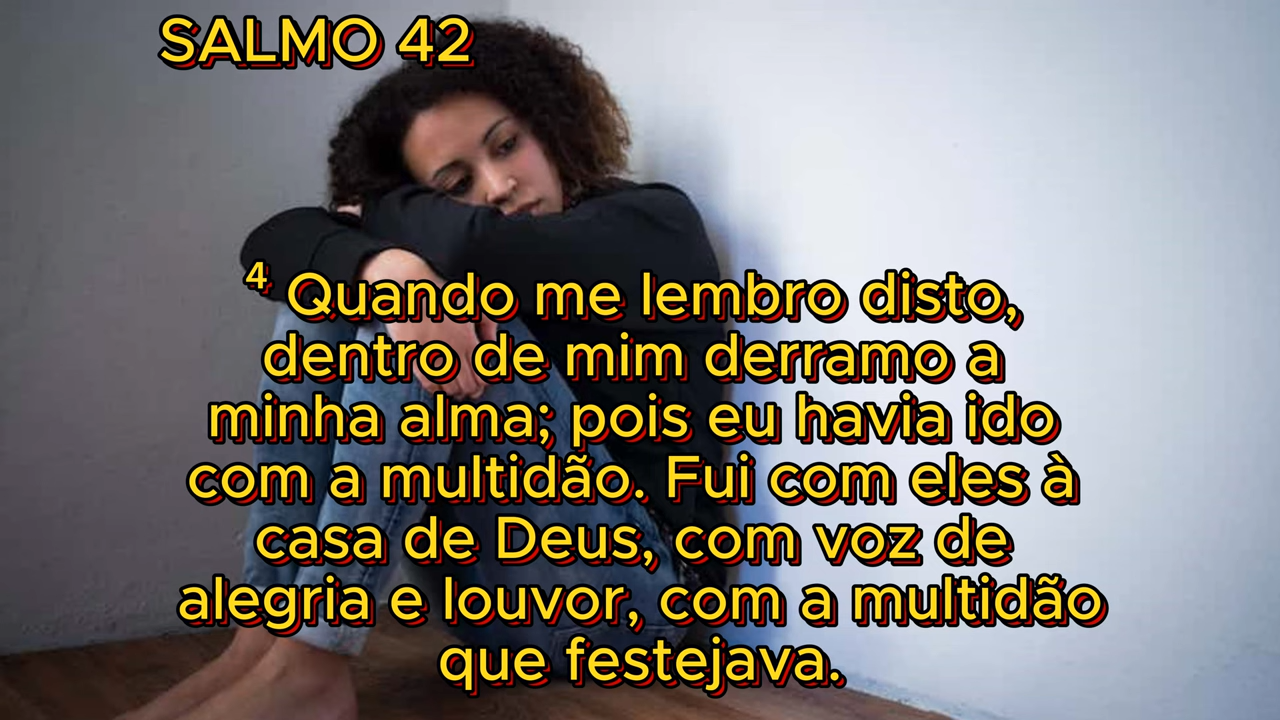 SALMO 42
⁴ Quando me lembro disto,
dentro de mim derramo a
minha alma; pois eu havia ido
com a multidão. Fui com eles à
casa de Deus, com voz de
alegria e louvor, com a multidão
que festejava.